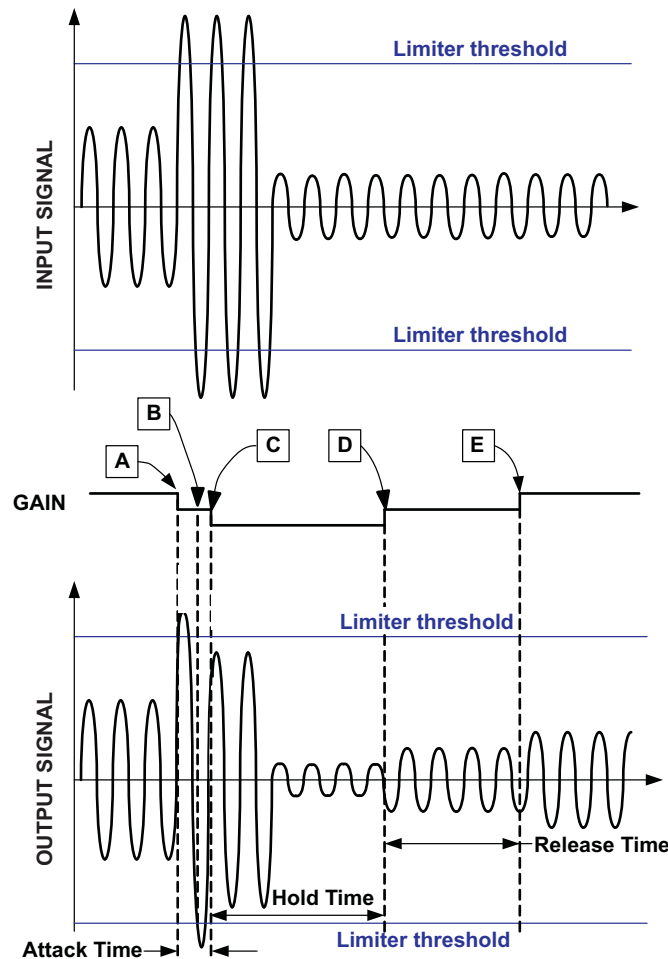 Limiter threshold
INPUT SIGNAL
Limiter threshold
B
C
D
E
A
GAIN
Limiter threshold
OUTPUT SIGNAL
Release Time
Hold Time
Limiter threshold
Attack Time